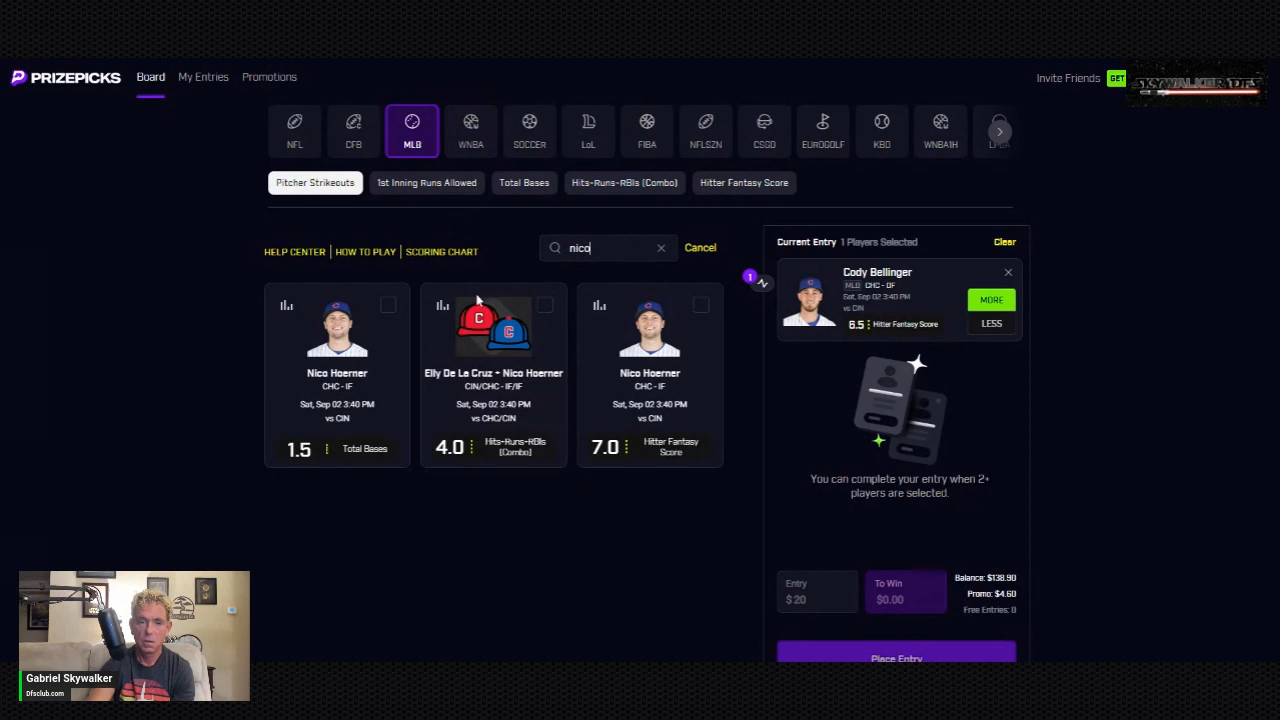 PRIZEPICKS
Board
My Entries
Promotions
Invite Friends
GET
SKYWALKER DFS
NFL
CFB
MLB
WNBA
SOCCER
LoL
FIBA
NFLSZN
CSGO
EUROGOLF
KBO
WNBA1H
Pitcher Strikeouts
1st Inning Runs Allowed
Total Bases
Hits-Runs-RBIs (Combo)
Hitter Fantasy Score
HELP CENTER
HOW TO PLAY
SCORING CHART
nico
Cancel
Nico Hoerner
CHC - IF
Sat, Sep 02 3:40 PM
vs CIN
1.5
Total Bases
Elly De La Cruz + Nico Hoerner
CIN/CHC - IF/IF
Sat, Sep 02 3:40 PM
vs CHC/CIN
4.0
Hits-Runs-RBIs
(Combo)
Nico Hoerner
CHC - IF
Sat, Sep 02 3:40 PM
vs CIN
7.0
Hitter Fantasy
Score
Current Entry 1 Players Selected
Clear
1
Cody Bellinger
MLB CHC - OF
Sat, Sep 02 3:40 PM
vs CIN
6.5 Hitter Fantasy Score
MORE
LESS
You can complete your entry when 2+
players are selected.
Entry
$ 20
To Win
$0.00
Balance: $138.90
Promo: $4.60
Free Entries: 0
Place Entry
Gabriel Skywalker
Dfsclub.com